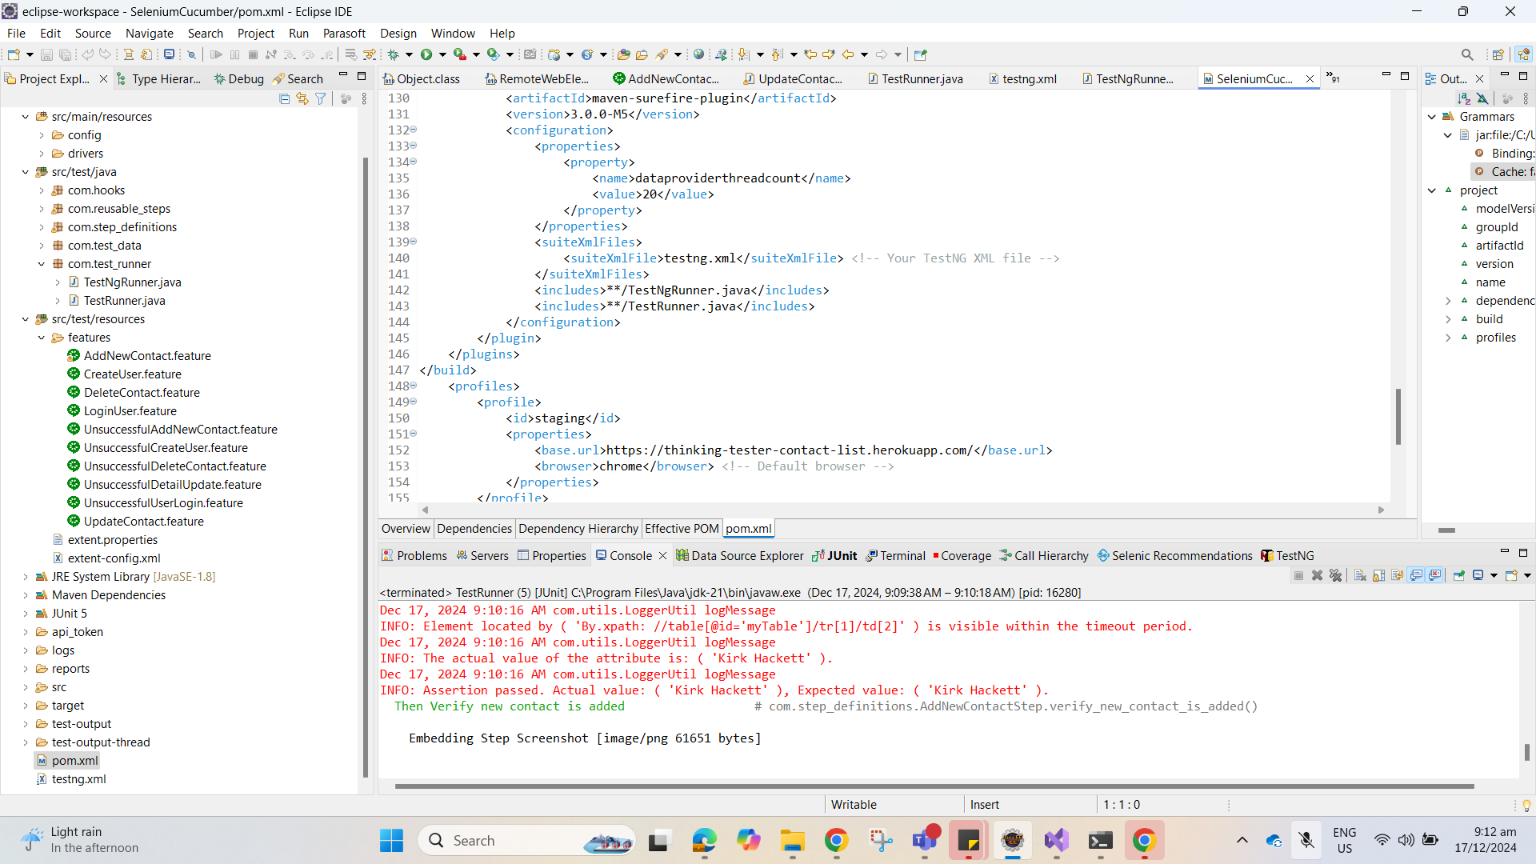 eclipse-workspace - SeleniumCucumber/pom.xml - Eclipse IDE
File Edit Source Navigate Search Project Run Parasoft Design Window Help
Project Expl... Type Hierar... Debug Search
src/main/resources
config
drivers
src/test/java
com.hooks
com.reusable_steps
com.step_definitions
com.test_data
com.test_runner
TestNgRunner.java
TestRunner.java
src/test/resources
features
AddNewContact.feature
CreateUser.feature
DeleteContact.feature
LoginUser.feature
UnsuccessfulAddNewContact.feature
UnsuccessfulCreateUser.feature
UnsuccessfulDeleteContact.feature
UnsuccessfulDetailUpdate.feature
UnsuccessfulUserLogin.feature
UpdateContact.feature
extent.properties
extent-config.xml
JRE System Library [JavaSE-1.8]
Maven Dependencies
JUnit 5
api_token
logs
reports
src
target
test-output
test-output-thread
pom.xml
testng.xml
Object.class RemoteWebEle... AddNewContac... UpdateContac... TestRunner.java testng.xml TestNgRunne... SeleniumCuc... »91
130 <artifactId>maven-surefire-plugin</artifactId>
131 <version>3.0.0-M5</version>
132 <configuration>
133 <properties>
134 <property>
135 <name>dataproviderthreadcount</name>
136 <value>20</value>
137 </property>
138 </properties>
139 <suiteXmlFiles>
140 <suiteXmlFile>testng.xml</suiteXmlFile> <!-- Your TestNG XML file -->
141 </suiteXmlFiles>
142 <includes>**/TestNgRunner.java</includes>
143 <includes>**/TestRunner.java</includes>
144 </configuration>
145 </plugin>
146 </plugins>
147 </build>
148 <profiles>
149 <profile>
150 <id>staging</id>
151 <properties>
152 <base.url>https://thinking-tester-contact-list.herokuapp.com/</base.url>
153 <browser>chrome</browser> <!-- Default browser -->
154 </properties>
155 </profile>
Overview Dependencies Dependency Hierarchy Effective POM pom.xml
Out...
Grammars
jar:file:/C:/U
Binding:
Cache: fa
project
modelVersi
groupId
artifactId
version
name
dependenc
build
profiles
Problems Servers Properties Console Data Source Explorer JUnit Terminal Coverage Call Hierarchy Selenic Recommendations TestNG
<terminated> TestRunner (5) [JUnit] C:\Program Files\Java\jdk-21\bin\javaw.exe (Dec 17, 2024, 9:09:38 AM – 9:10:18 AM) [pid: 16280]
Dec 17, 2024 9:10:16 AM com.utils.LoggerUtil logMessage
INFO: Element located by ( 'By.xpath: //table[@id='myTable']/tr[1]/td[2]' ) is visible within the timeout period.
Dec 17, 2024 9:10:16 AM com.utils.LoggerUtil logMessage
INFO: The actual value of the attribute is: ( 'Kirk Hackett' ).
Dec 17, 2024 9:10:16 AM com.utils.LoggerUtil logMessage
INFO: Assertion passed. Actual value: ( 'Kirk Hackett' ), Expected value: ( 'Kirk Hackett' ).
Then Verify new contact is added # com.step_definitions.AddNewContactStep.verify_new_contact_is_added()
Embedding Step Screenshot [image/png 61651 bytes]
Writable Insert 1 : 1 : 0
Light rain
In the afternoon
Search
ENG
US
9:12 am
17/12/2024